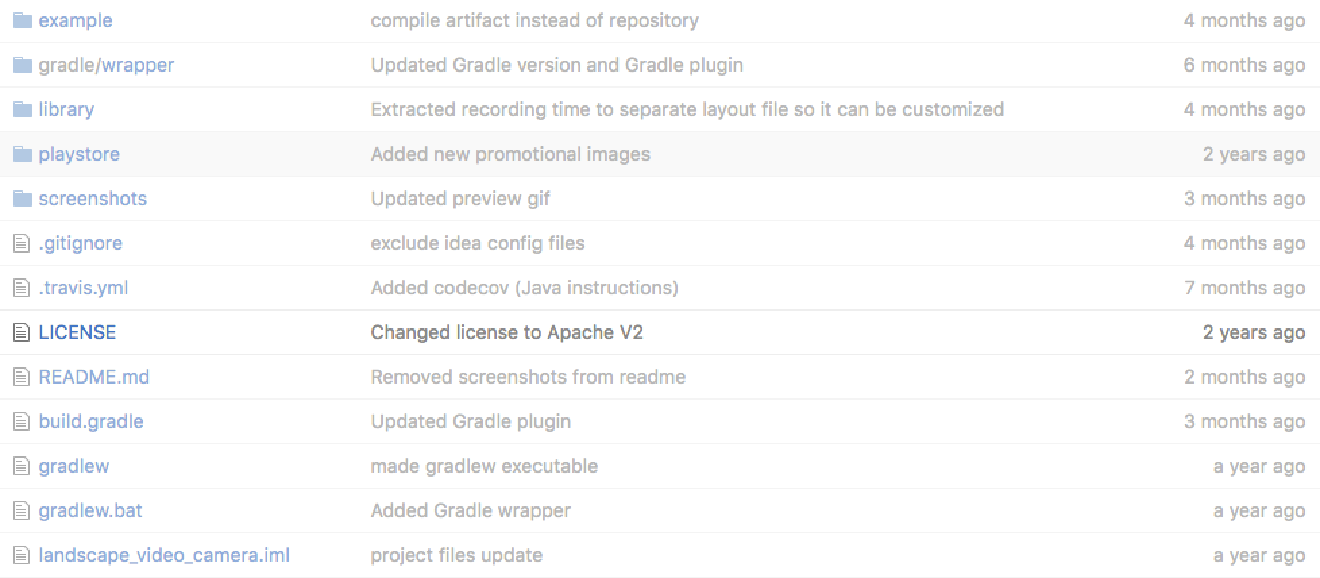 example compile artifact instead of repository 4 months ago
gradle/wrapper Updated Gradle version and Gradle plugin 6 months ago
library Extracted recording time to separate layout file so it can be customized 4 months ago
playstore Added new promotional images 2 years ago
screenshots Updated preview gif 3 months ago
.gitignore exclude idea config files 4 months ago
.travis.yml Added codecov (Java instructions) 7 months ago
LICENSE Changed license to Apache V2 2 years ago
README.md Removed screenshots from readme 2 months ago
build.gradle Updated Gradle plugin 3 months ago
gradlew made gradlew executable a year ago
gradlew.bat Added Gradle wrapper a year ago
landscape_video_camera.iml project files update a year ago